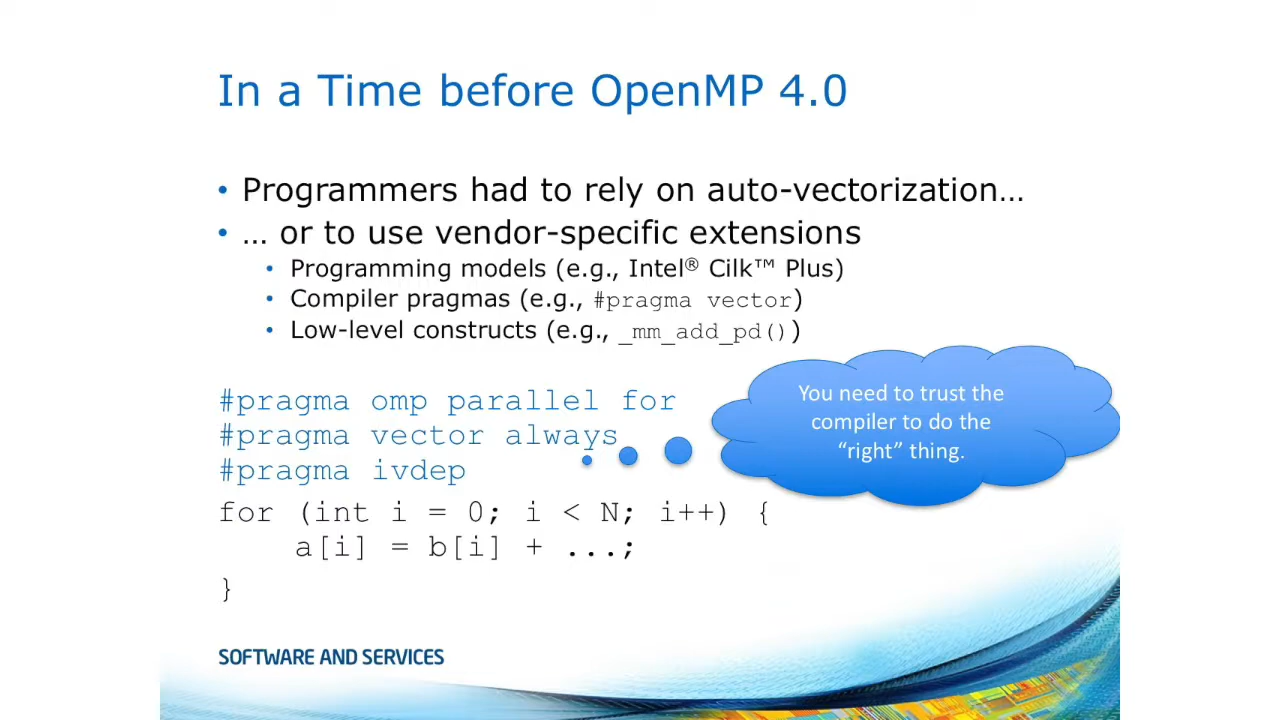 In a Time before OpenMP 4.0
• Programmers had to rely on auto-vectorization…
• … or to use vendor-specific extensions
• Programming models (e.g., Intel® Cilk™ Plus)
• Compiler pragmas (e.g., #pragma vector)
• Low-level constructs (e.g., _mm_add_pd())
#pragma omp parallel for
#pragma vector always
#pragma ivdep
for (int i = 0; i < N; i++) {
    a[i] = b[i] + ...;
}
You need to trust the
compiler to do the
“right” thing.
SOFTWARE AND SERVICES